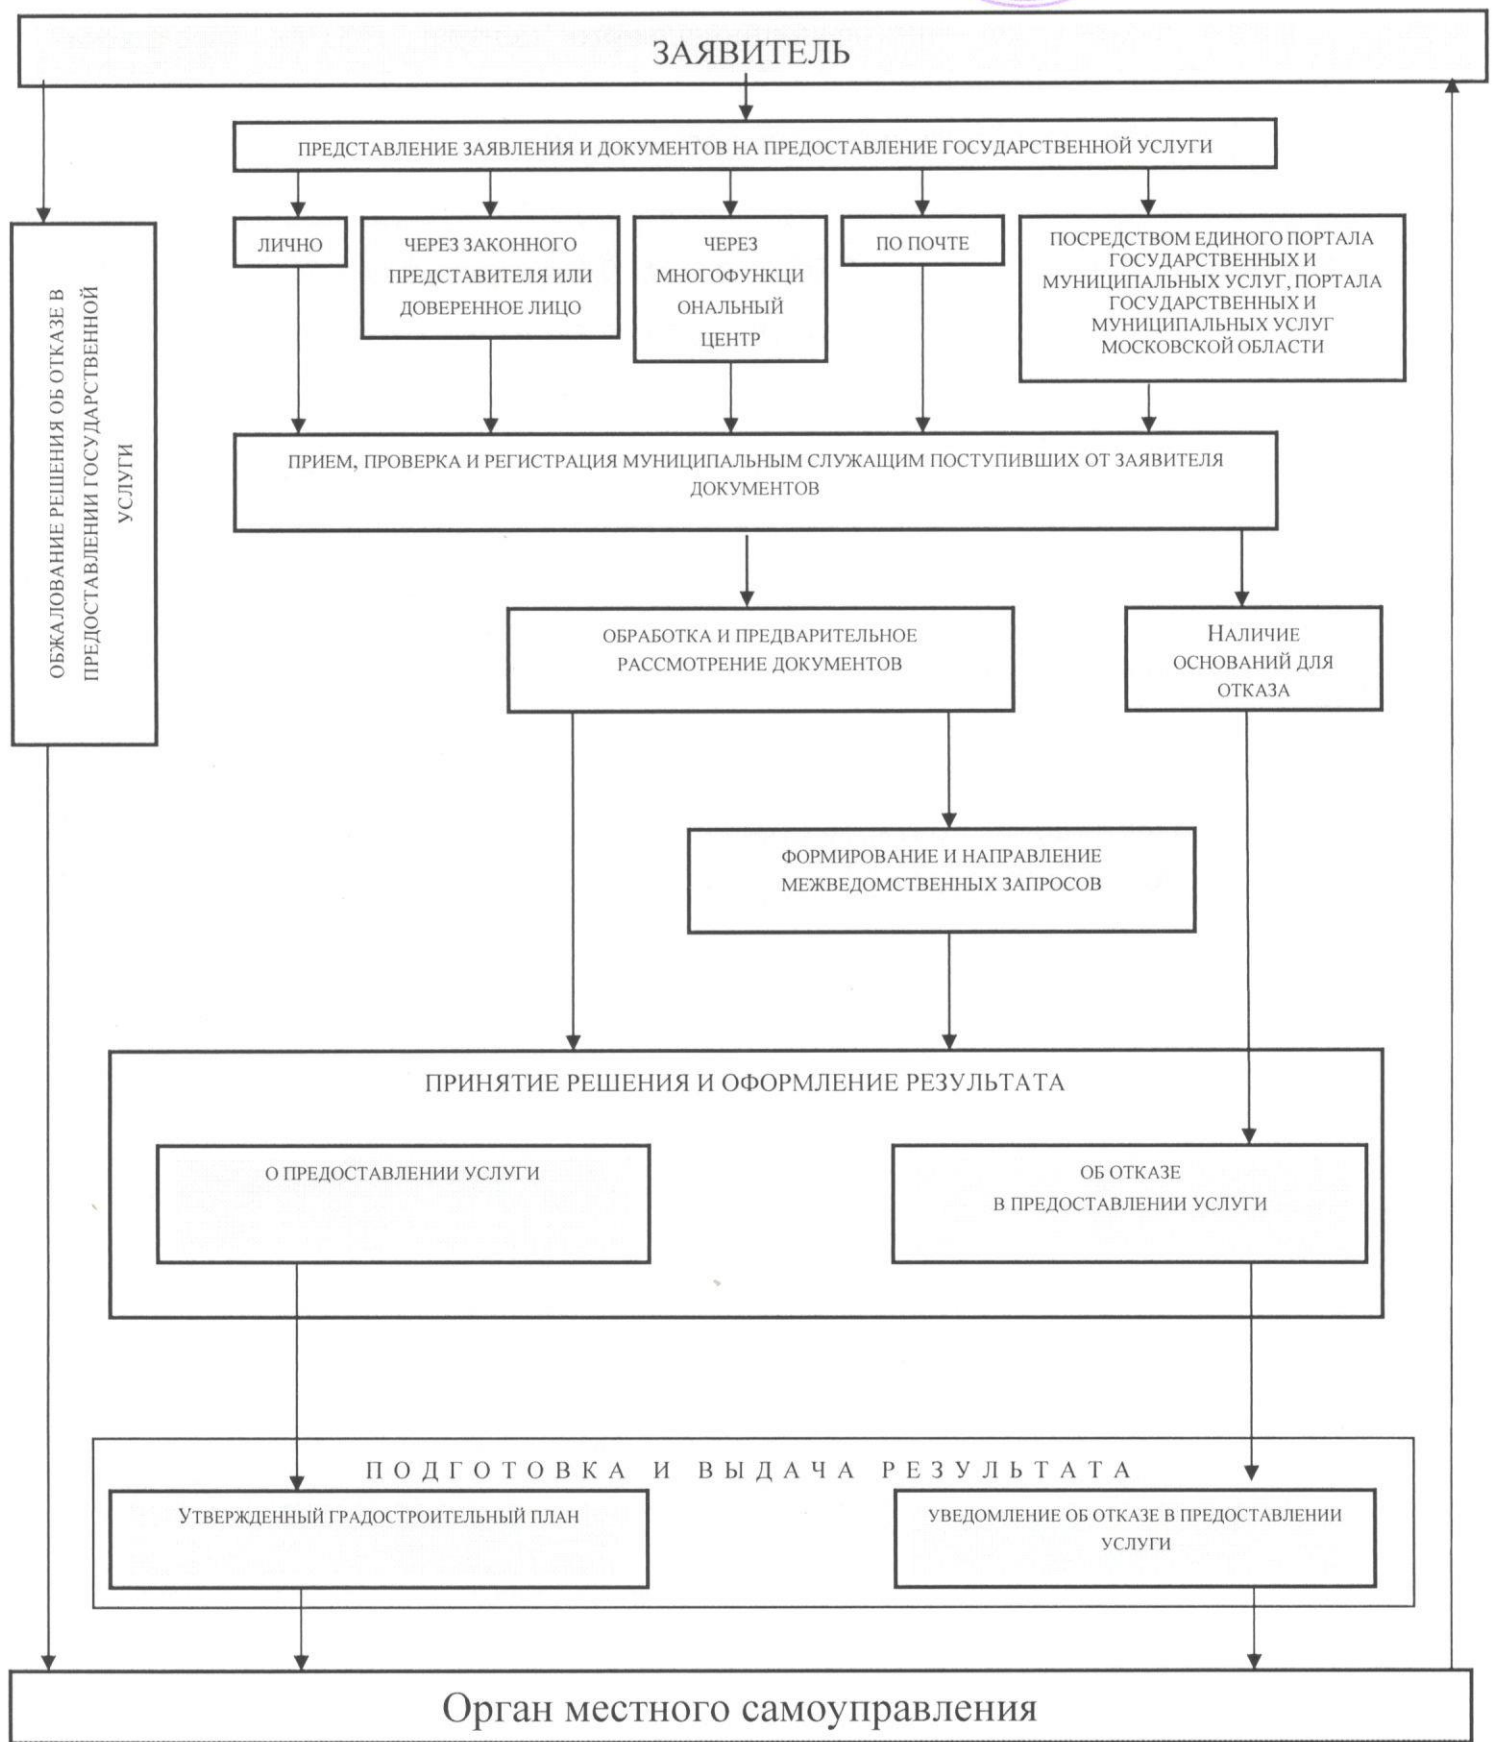 ЗАЯВИТЕЛЬ
ПРЕДСТАВЛЕНИЕ ЗАЯВЛЕНИЯ И ДОКУМЕНТОВ НА ПРЕДОСТАВЛЕНИЕ ГОСУДАРСТВЕННОЙ УСЛУГИ
ЛИЧНО
ЧЕРЕЗ ЗАКОННОГО
ПРЕДСТАВИТЕЛЯ ИЛИ
ДОВЕРЕННОЕ ЛИЦО
ЧЕРЕЗ
МНОГОФУНКЦИ
ОНАЛЬНЫЙ
ЦЕНТР
ПО ПОЧТЕ
ПОСРЕДСТВОМ ЕДИНОГО ПОРТАЛА
ГОСУДАРСТВЕННЫХ И
МУНИЦИПАЛЬНЫХ УСЛУГ, ПОРТАЛА
ГОСУДАРСТВЕННЫХ И
МУНИЦИПАЛЬНЫХ УСЛУГ
МОСКОВСКОЙ ОБЛАСТИ
ОБЖАЛОВАНИЕ РЕШЕНИЯ ОБ ОТКАЗЕ В
ПРЕДОСТАВЛЕНИИ ГОСУДАРСТВЕННОЙ
УСЛУГИ
ПРИЕМ, ПРОВЕРКА И РЕГИСТРАЦИЯ МУНИЦИПАЛЬНЫМ СЛУЖАЩИМ ПОСТУПИВШИХ ОТ ЗАЯВИТЕЛЯ
ДОКУМЕНТОВ
ОБРАБОТКА И ПРЕДВАРИТЕЛЬНОЕ
РАССМОТРЕНИЕ ДОКУМЕНТОВ
НАЛИЧИЕ
ОСНОВАНИЙ ДЛЯ
ОТКАЗА
ФОРМИРОВАНИЕ И НАПРАВЛЕНИЕ
МЕЖВЕДОМСТВЕННЫХ ЗАПРОСОВ
ПРИНЯТИЕ РЕШЕНИЯ И ОФОРМЛЕНИЕ РЕЗУЛЬТАТА
О ПРЕДОСТАВЛЕНИИ УСЛУГИ
ОБ ОТКАЗЕ
В ПРЕДОСТАВЛЕНИИ УСЛУГИ
ПОДГОТОВКА И ВЫДАЧА РЕЗУЛЬТАТА
УТВЕРЖДЕННЫЙ ГРАДОСТРОИТЕЛЬНЫЙ ПЛАН
УВЕДОМЛЕНИЕ ОБ ОТКАЗЕ В ПРЕДОСТАВЛЕНИИ
УСЛУГИ
Орган местного самоуправления